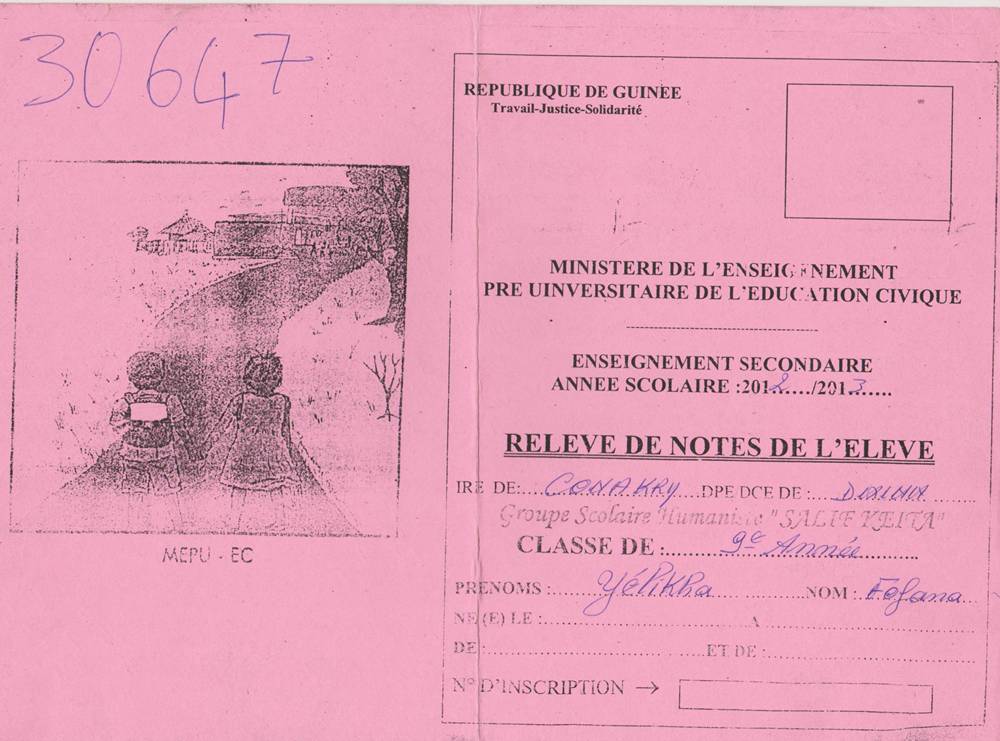 30647
MEPU - EC
REPUBLIQUE DE GUINEE
Travail-Justice-Solidarité
MINISTERE DE L'ENSEIGNEMENT
PRE UINVERSITAIRE DE L'EDUCATION CIVIQUE
ENSEIGNEMENT SECONDAIRE
ANNEE SCOLAIRE :2012...../2013......
RELEVE DE NOTES DE L'ELEVE
IRE DE:...CONAKRY...DPE DCE DE :...DIXINN......
Groupe Scolaire Humaniste "SALIF KEITA"
CLASSE DE :.......9e Année.........
PRENOMS :......Yélikha............NOM :..Fofana...
NE (E) LE :.............................A.............................
DE:.............................ET DE :.............................
N° D'INSCRIPTION →